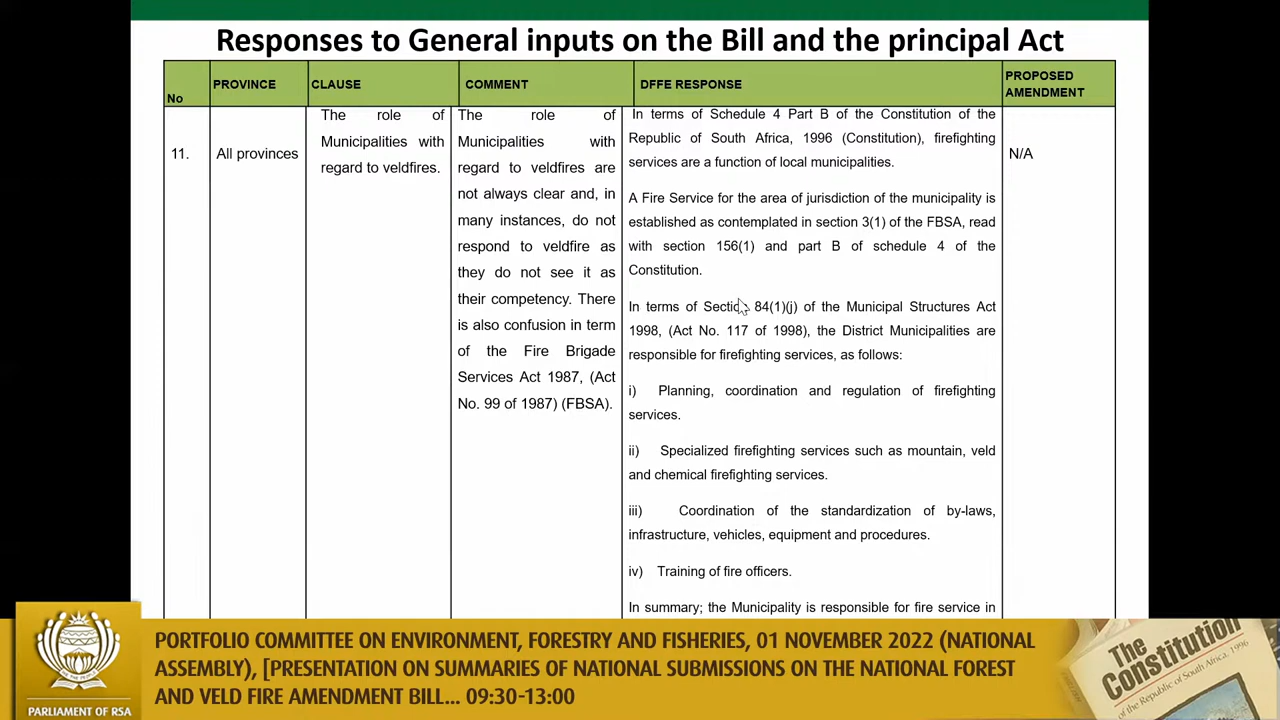 Responses to General inputs on the Bill and the principal Act
No
PROVINCE
CLAUSE
COMMENT
DFFE RESPONSE
PROPOSED
AMENDMENT
11.
All provinces
The role of
Municipalities with
regard to veldfires.
The role of
Municipalities with
regard to veldfires are
not always clear and, in
many instances, do not
respond to veldfire as
they do not see it as
their competency. There
is also confusion in term
of the Fire Brigade
Services Act 1987, (Act
No. 99 of 1987) (FBSA).
In terms of Schedule 4 Part B of the Constitution of the
Republic of South Africa, 1996 (Constitution), firefighting
services are a function of local municipalities.
A Fire Service for the area of jurisdiction of the municipality is
established as contemplated in section 3(1) of the FBSA, read
with section 156(1) and part B of schedule 4 of the
Constitution.
In terms of Section 84(1)(j) of the Municipal Structures Act
1998, (Act No. 117 of 1998), the District Municipalities are
responsible for firefighting services, as follows:
i) Planning, coordination and regulation of firefighting
services.
ii) Specialized firefighting services such as mountain, veld
and chemical firefighting services.
iii) Coordination of the standardization of by-laws,
infrastructure, vehicles, equipment and procedures.
iv) Training of fire officers.
In summary; the Municipality is responsible for fire service in
N/A
PORTFOLIO COMMITTEE ON ENVIRONMENT, FORESTRY AND FISHERIES, 01 NOVEMBER 2022 (NATIONAL
ASSEMBLY), [PRESENTATION ON SUMMARIES OF NATIONAL SUBMISSIONS ON THE NATIONAL FOREST
AND VELD FIRE AMENDMENT BILL... 09:30-13:00
PARLIAMENT OF RSA
The
Constitution
of the Republic of South Africa, 1996